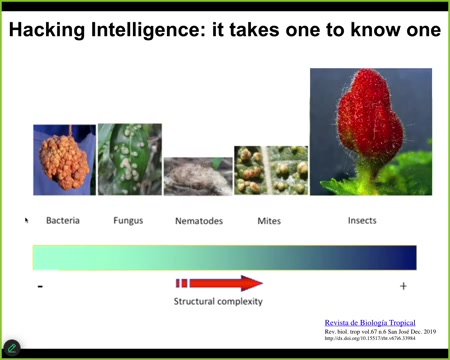 Hacking Intelligence: it takes one to know one
Bacteria Fungus Nematodes Mites Insects
- +
Structural complexity
Revista de Biología Tropical
Rev. biol. trop vol.67 n.6 San José Dec. 2019
http://dx.doi.org/10.15517/rbt.v67i6.33984